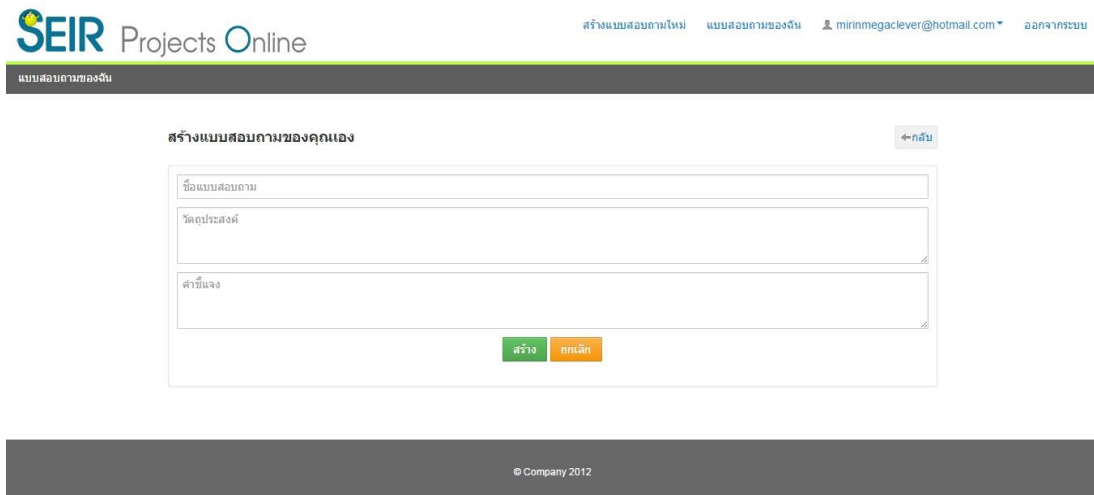 SEIR Projects Online
สร้างแบบสอบถามใหม่ แบบสอบถามของฉัน mirinmegaclever@hotmail.com ออกจากระบบ
แบบสอบถามของฉัน
สร้างแบบสอบถามของคุณเอง
กลับ
ชื่อแบบสอบถาม
วัตถุประสงค์
คำชี้แจง
สร้าง ยกเลิก
© Company 2012